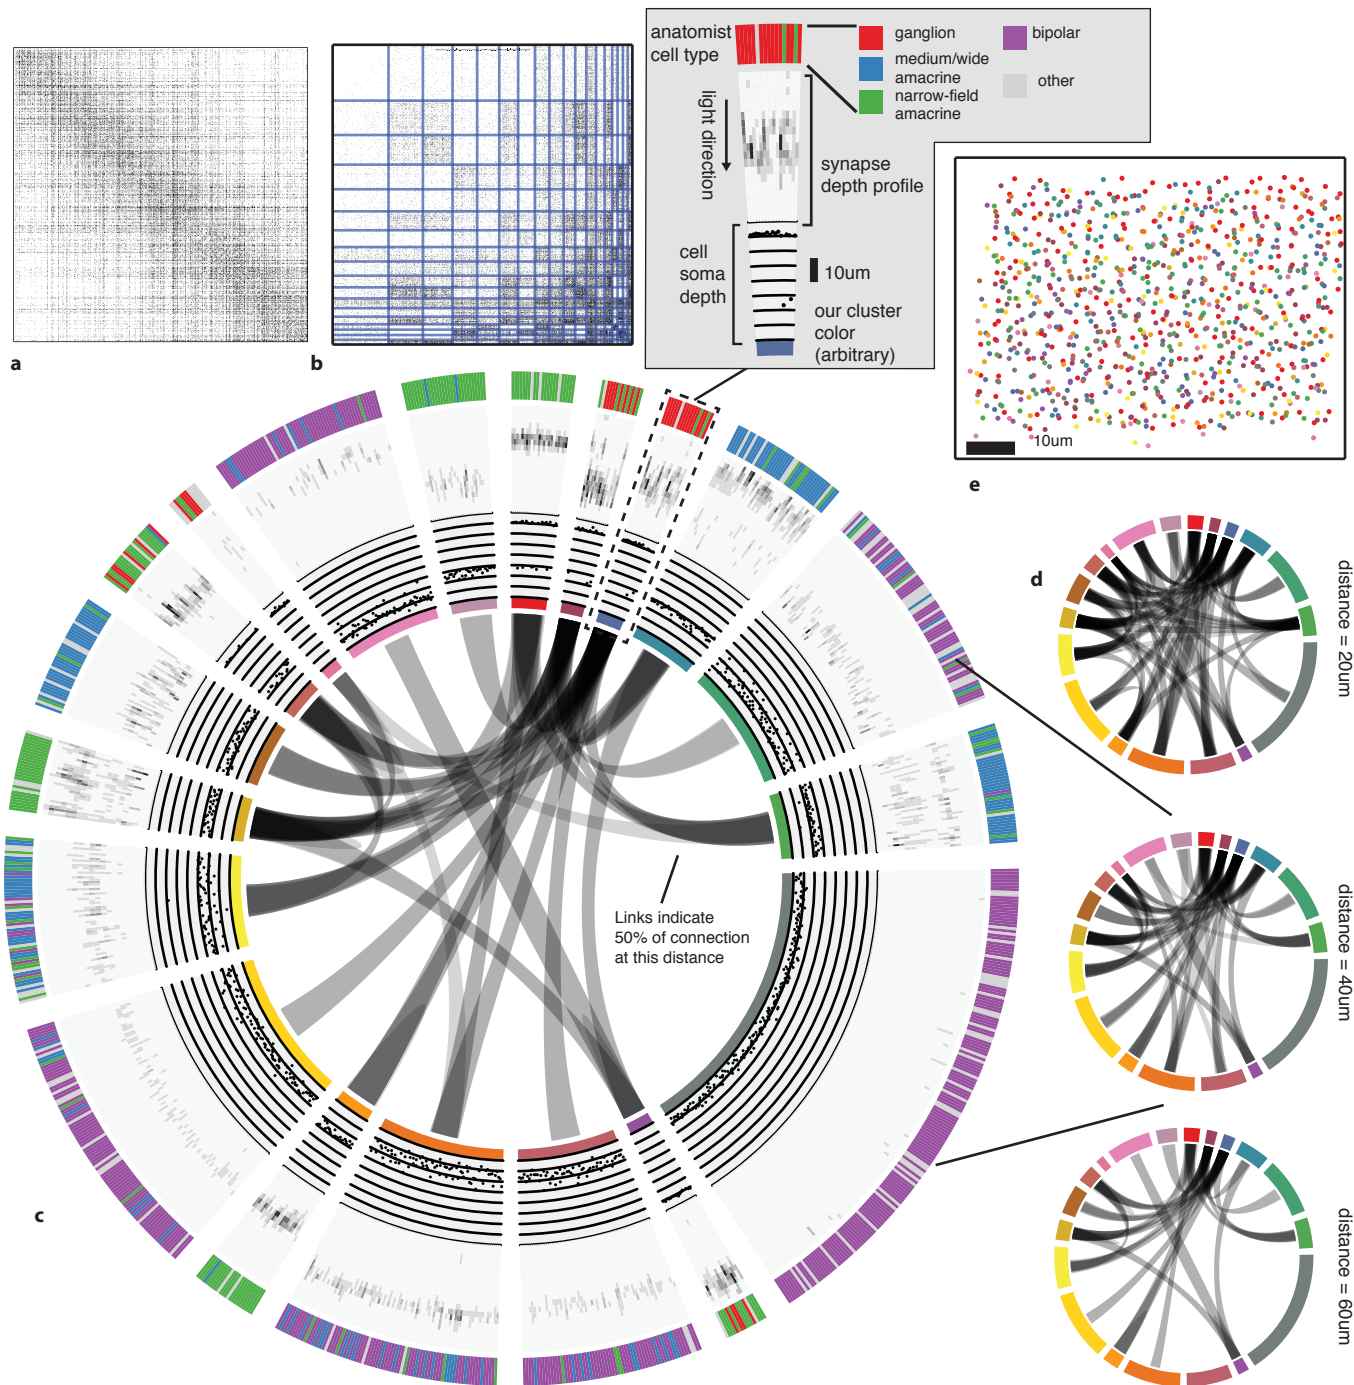 anatomist
cell type
light direction
ganglion
medium/wide
amacrine
narrow-field
amacrine
bipolar
other
synapse
depth profile
cell
soma
depth
10um
our cluster
color
(arbitrary)
a
b
10um
e
d
distance = 20um
distance = 40um
distance = 60um
Links indicate
50% of connection
at this distance
c